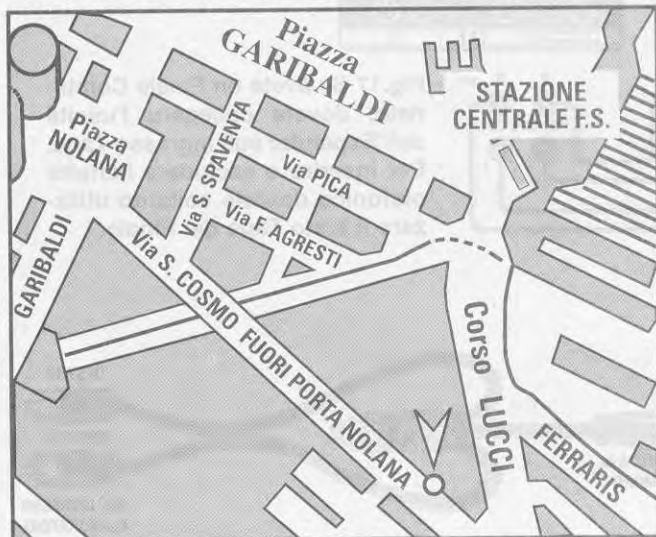 Piazza
GARIBALDI
STAZIONE
CENTRALE F.S.
Piazza
NOLANA
Via S. SPAVENTA
Via PICA
Via F. AGRESTI
GARIBALDI
Via S. COSMO FUORI PORTA NOLANA
Corso LUCCI
FERRARIS